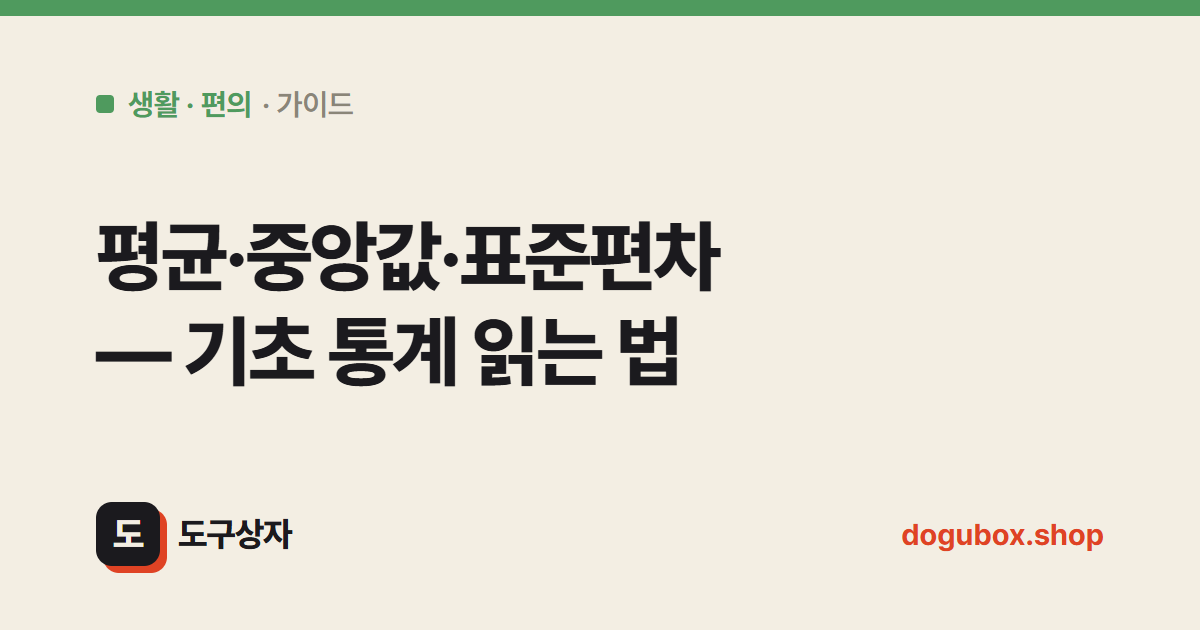 생활 · 편의 · 가이드
평균·중앙값·표준편차
— 기초 통계 읽는 법
도 도구상자
dogubox.shop